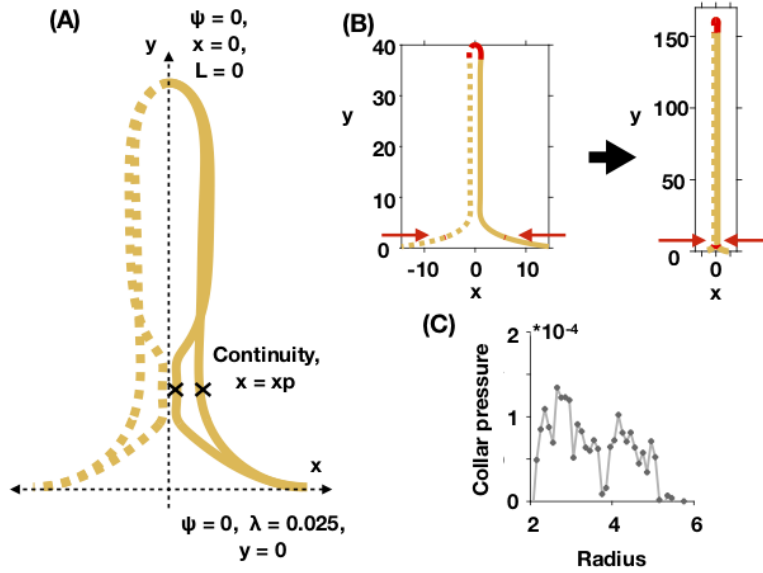 (A)
ψ = 0,
x = 0,
L = 0
y
Continuity,
x = xp
x
ψ = 0, λ = 0.025,
y = 0
(B)
40
30
y
20
10
0
-10 0 10
x
150
y
100
50
0
0
x
(C)
*10-4
2
1
0
Collar pressure
2 4 6
Radius